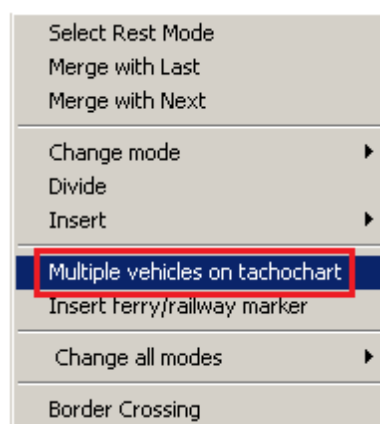 Select Rest Mode
Merge with Last
Merge with Next
Change mode
Divide
Insert
Multiple vehicles on tachochart
Insert ferry/railway marker
Change all modes
Border Crossing